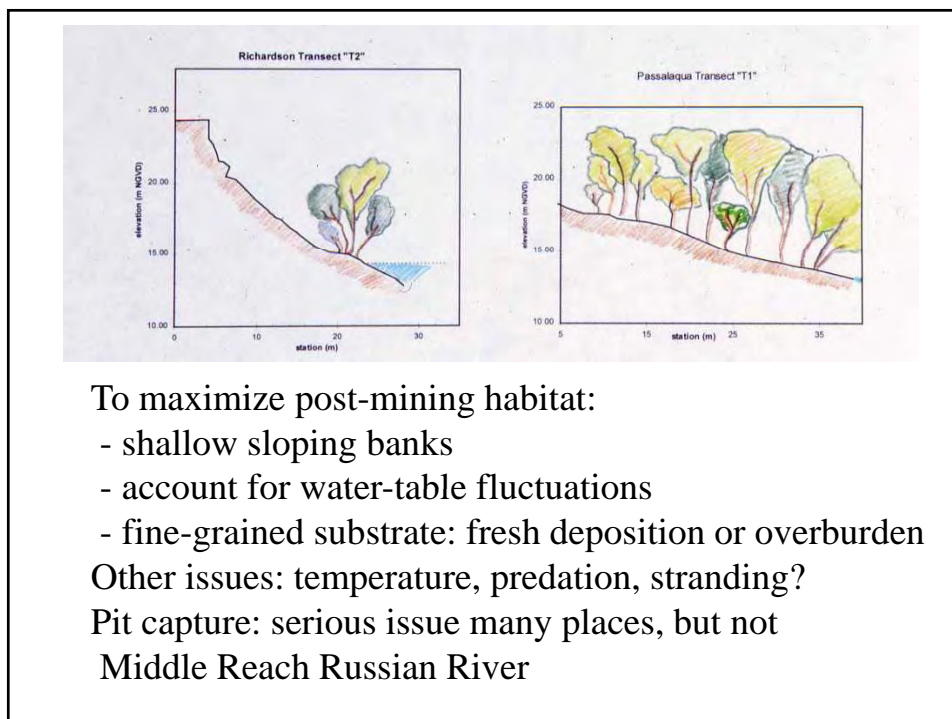 Richardson Transect "T2"
25.00
20.00
15.00
10.00
elevation (m NGVD)
0 10 20 30
station (m)
Passalaqua Transect "T1"
25.00
20.00
15.00
10 00
elevation (m NGVD)
5 15 25 35
station (m)
To maximize post-mining habitat:
- shallow sloping banks
- account for water-table fluctuations
- fine-grained substrate: fresh deposition or overburden
Other issues: temperature, predation, stranding?
Pit capture: serious issue many places, but not
Middle Reach Russian River